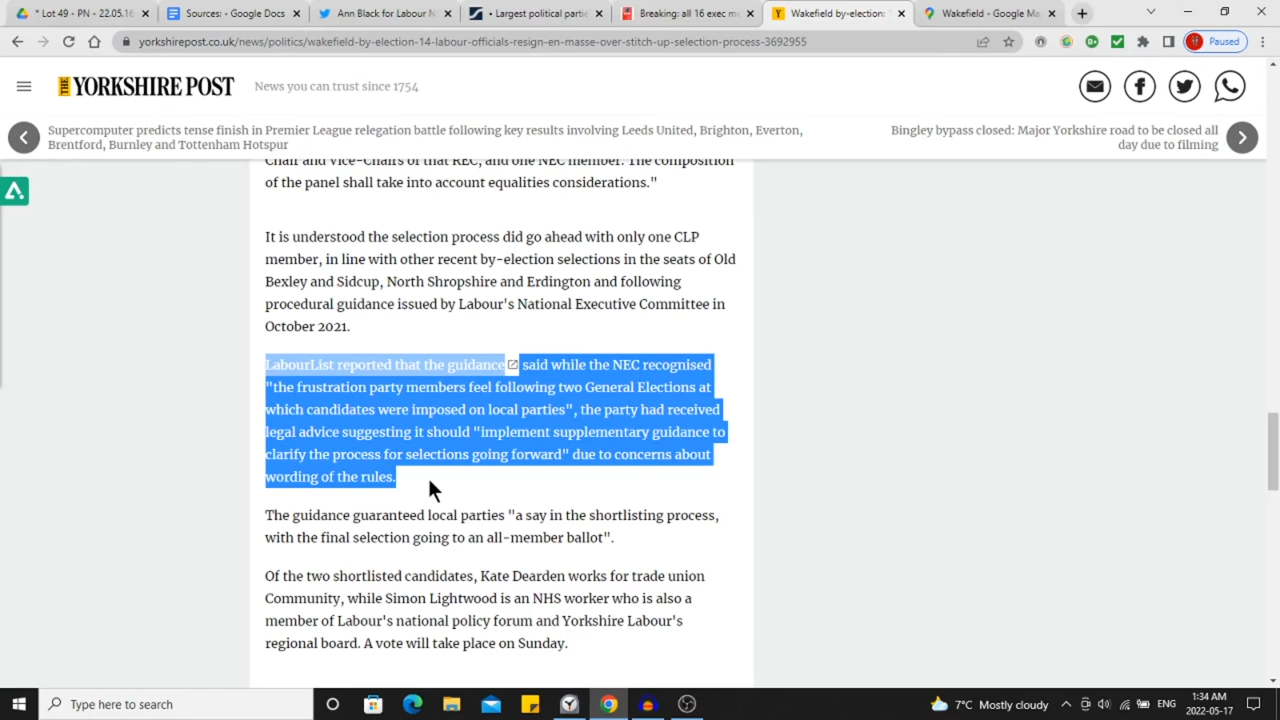 Lot 49 - PN - 22.05.16
Sources: - Google Docs
Ann Black for Labour N
Largest political partie
Breaking: all 16 exec me
Wakefield by-election: 1
Wakefield - Google Ma
yorkshirepost.co.uk/news/politics/wakefield-by-election-14-labour-officials-resign-en-masse-over-stitch-up-selection-process-3692955
Paused
THE YORKSHIRE POST
News you can trust since 1754
Supercomputer predicts tense finish in Premier League relegation battle following key results involving Leeds United, Brighton, Everton,
Brentford, Burnley and Tottenham Hotspur
Bingley bypass closed: Major Yorkshire road to be closed all
day due to filming
Chair and Vice-Chairs of that REC, and one NEC member. The composition
of the panel shall take into account equalities considerations."
It is understood the selection process did go ahead with only one CLP
member, in line with other recent by-election selections in the seats of Old
Bexley and Sidcup, North Shropshire and Erdington and following
procedural guidance issued by Labour's National Executive Committee in
October 2021.
LabourList reported that the guidance said while the NEC recognised
"the frustration party members feel following two General Elections at
which candidates were imposed on local parties", the party had received
legal advice suggesting it should "implement supplementary guidance to
clarify the process for selections going forward" due to concerns about
wording of the rules.
The guidance guaranteed local parties "a say in the shortlisting process,
with the final selection going to an all-member ballot".
Of the two shortlisted candidates, Kate Dearden works for trade union
Community, while Simon Lightwood is an NHS worker who is also a
member of Labour's national policy forum and Yorkshire Labour's
regional board. A vote will take place on Sunday.
Type here to search
7°C Mostly cloudy
ENG
1:34 AM
2022-05-17